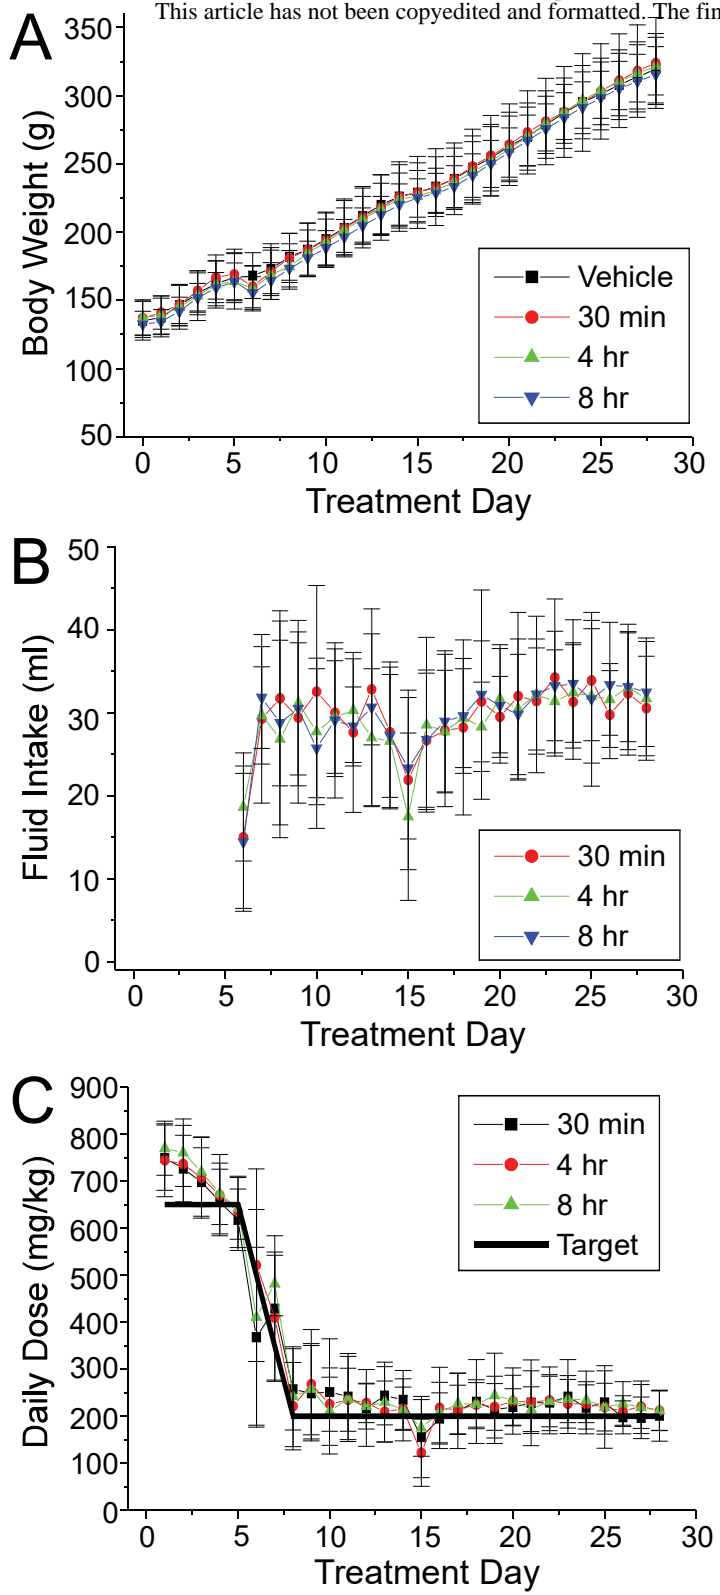 This article has not been copyedited and formatted. The fin
A
Body Weight (g)
350
300
250
200
150
100
50
Vehicle
30 min
4 hr
8 hr
0 5 10 15 20 25 30
Treatment Day
B
Fluid Intake (ml)
50
40
30
20
10
0
30 min
4 hr
8 hr
0 5 10 15 20 25 30
Treatment Day
C
Daily Dose (mg/kg)
900
800
700
600
500
400
300
200
100
0
30 min
4 hr
8 hr
Target
0 5 10 15 20 25 30
Treatment Day